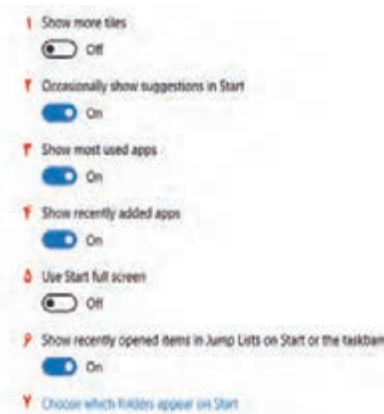 ۱ Show more tiles
Off
۲ Occasionally show suggestions in Start
On
۳ Show most used apps
On
۴ Show recently added apps
On
۵ Use Start full screen
Off
۶ Show recently opened items in Jump Lists on Start or the taskbar
On
۷ Choose which folders appear on Start